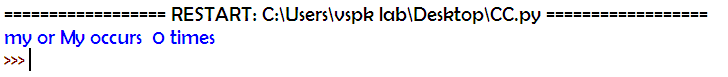 =================== RESTART: C:\Users\vspk lab\Desktop\CC.py ==================
my or My occurs  0 times
>>>